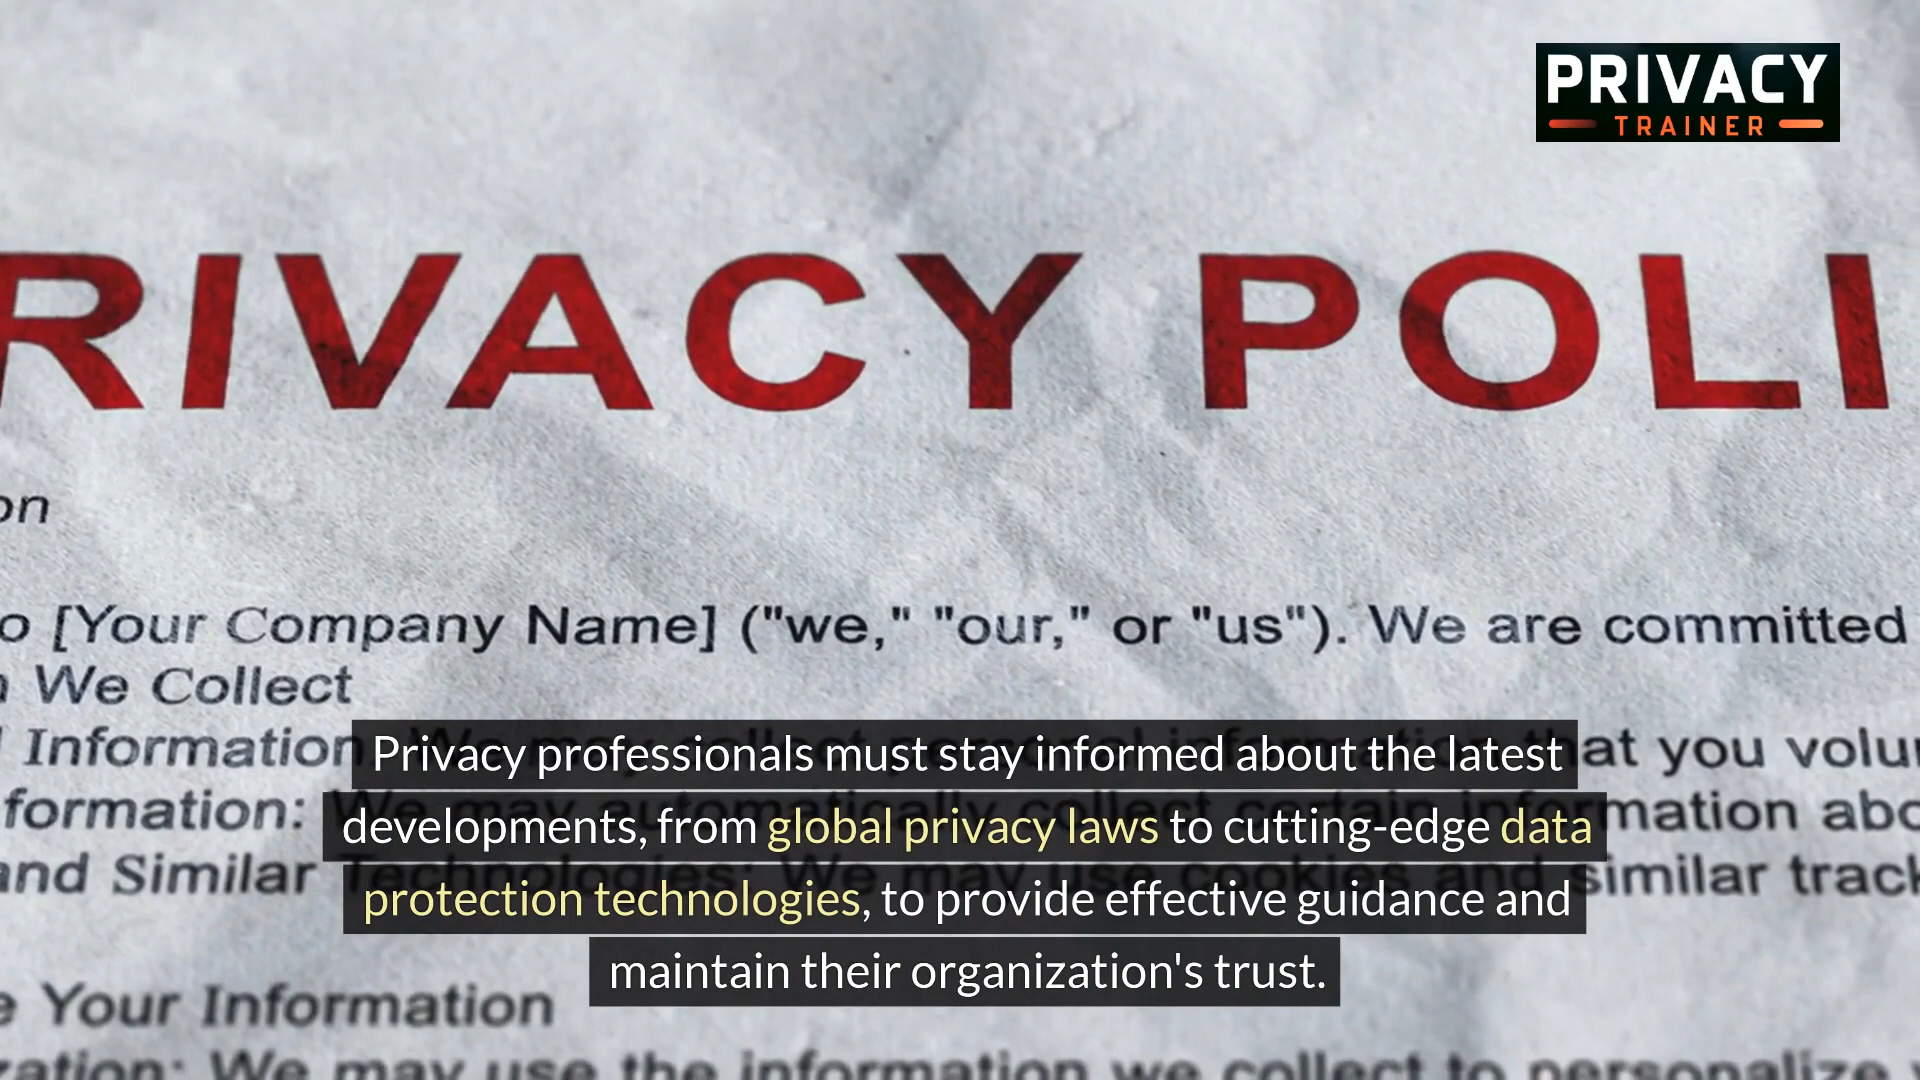 PRIVACY
TRAINER
RIVACY POLI
on
o [Your Company Name] ("we," "our," or "us"). We are committed
We Collect
Information
at you volu
Privacy professionals must stay informed about the latest
formation:
mation abo
developments, from global privacy laws to cutting-edge data
and Similar
similar track
protection technologies, to provide effective guidance and
maintain their organization's trust.
e Your Information
zation: We may use the information we collect to personalize